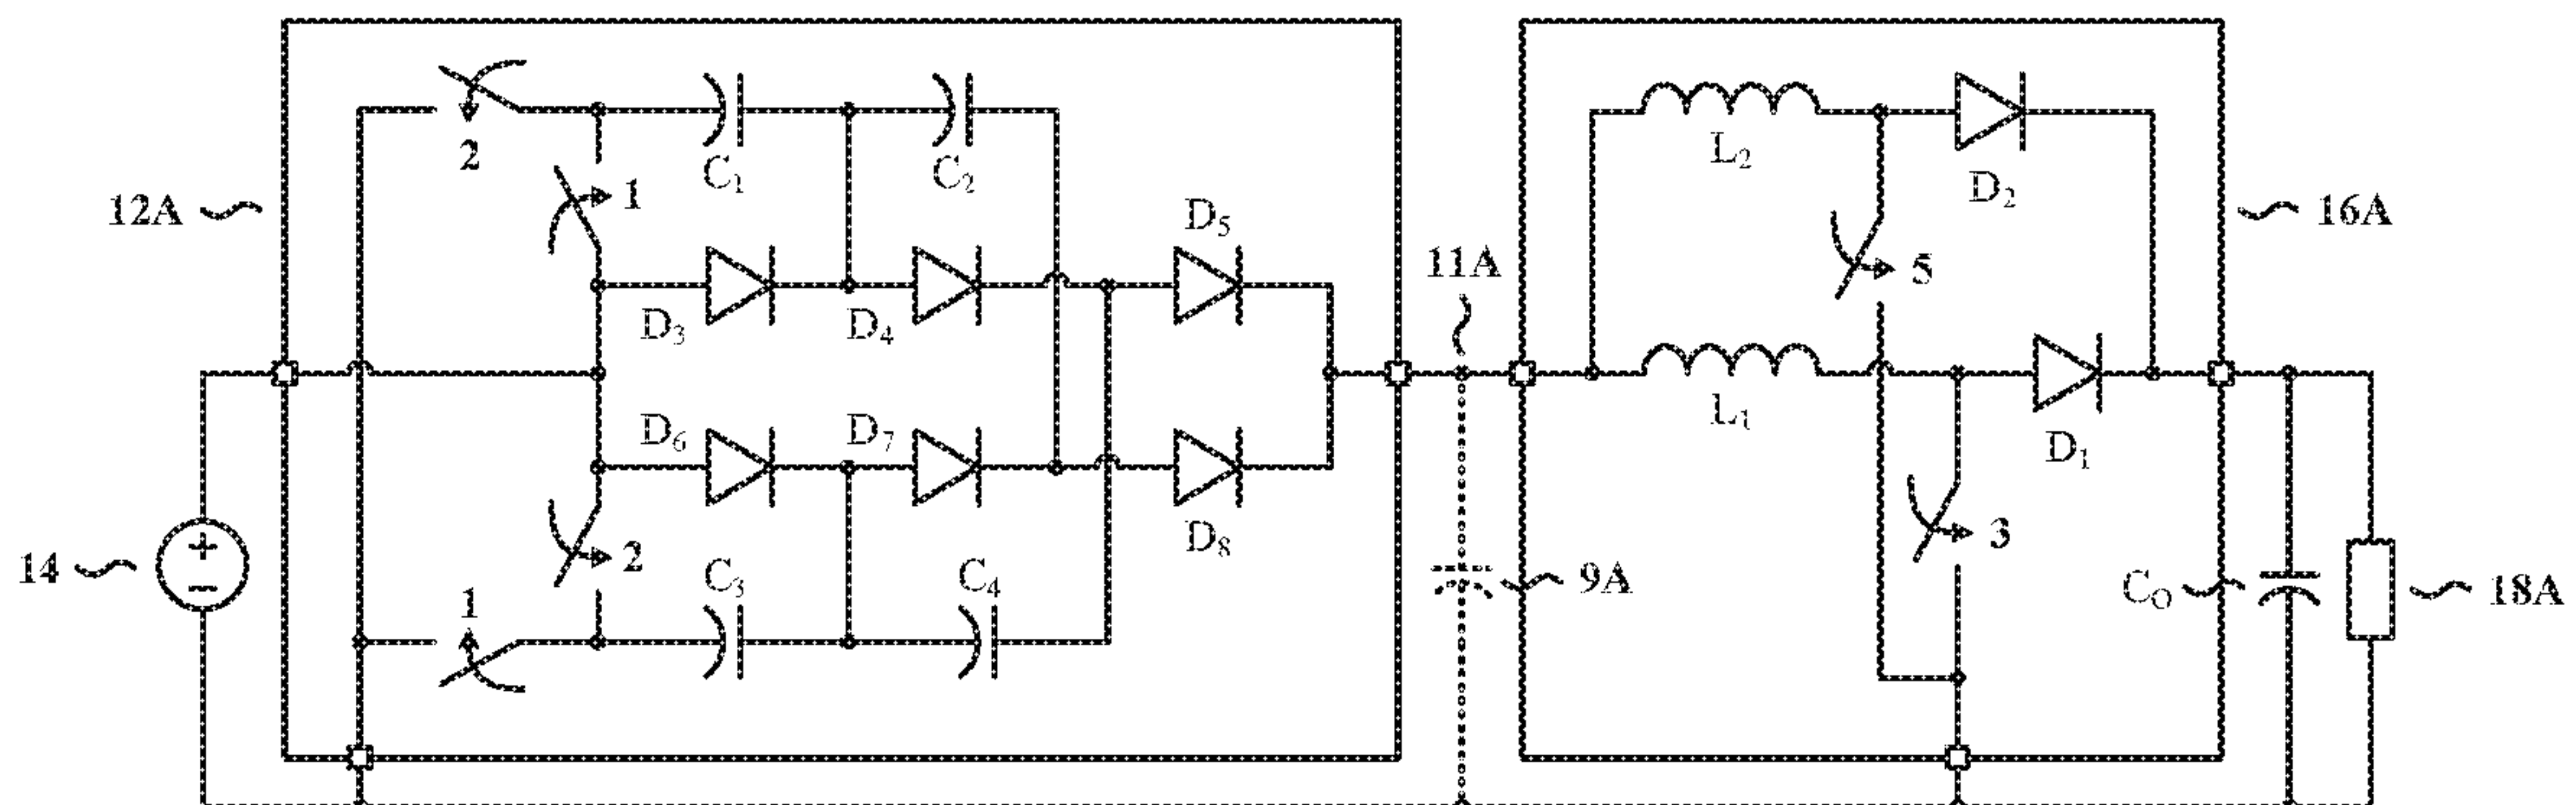 2
C₁
C₂
L₂
D₂
12A
1
D₅
16A
11A
5
D₃
D₄
L₁
D₆
D₇
D₁
14
2
D₈
3
1
C₃
C₄
9A
C_O
18A